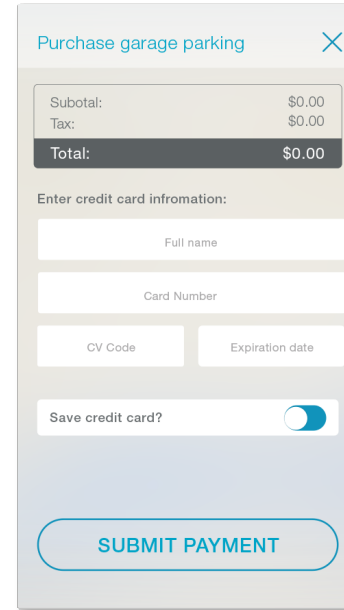 Purchase garage parking
Subotal: $0.00
Tax: $0.00
Total: $0.00
Enter credit card infromation:
Full name
Card Number
CV Code Expiration date
Save credit card?
SUBMIT PAYMENT